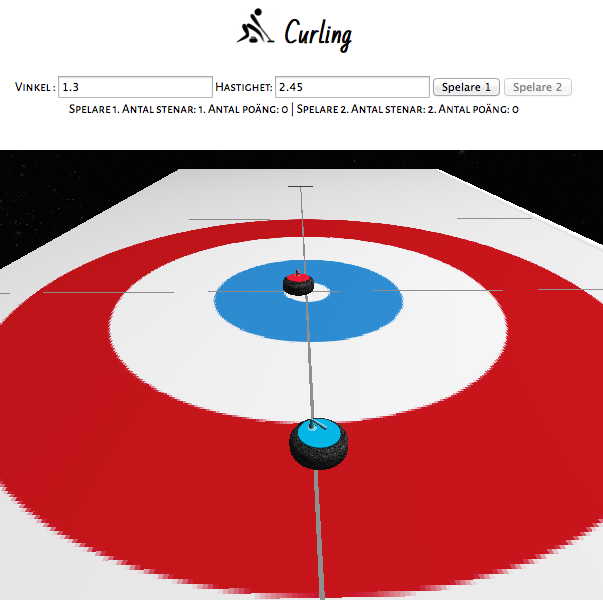 Curling
Vinkel: 1.3 Hastighet: 2.45 Spelare 1 Spelare 2
Spelare 1. Antal stenar: 1. Antal poäng: 0 | Spelare 2. Antal stenar: 2. Antal poäng: 0